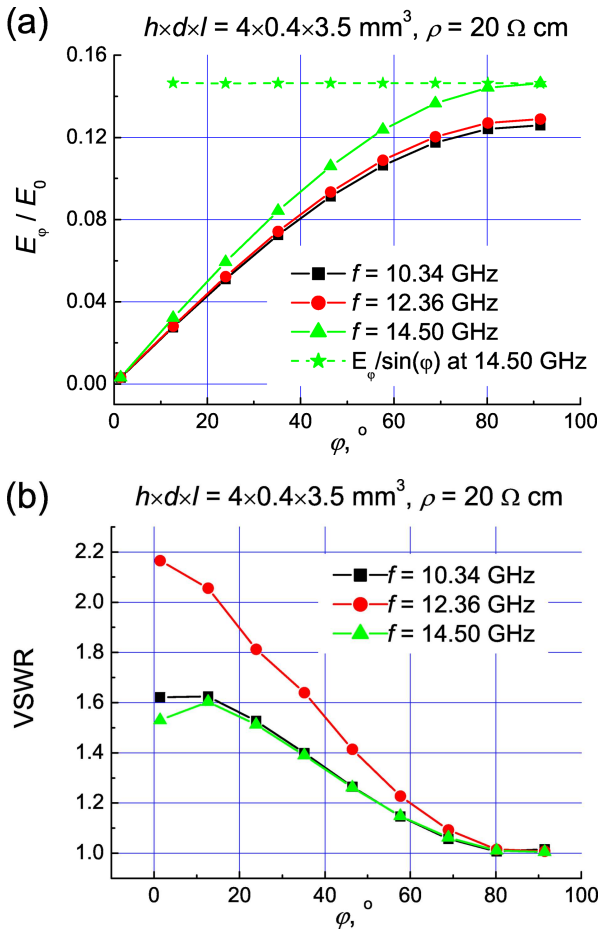 (a)
h×d×l = 4×0.4×3.5 mm³, ρ = 20 Ω cm
0.16
0.12
0.08
0.04
0.00
Eφ / E0
f = 10.34 GHz
f = 12.36 GHz
f = 14.50 GHz
Eφ/sin(φ) at 14.50 GHz
0 20 40 60 80 100
φ, °
(b)
h×d×l = 4×0.4×3.5 mm³, ρ = 20 Ω cm
2.2
2.0
1.8
1.6
1.4
1.2
1.0
VSWR
f = 10.34 GHz
f = 12.36 GHz
f = 14.50 GHz
0 20 40 60 80 100
φ, °